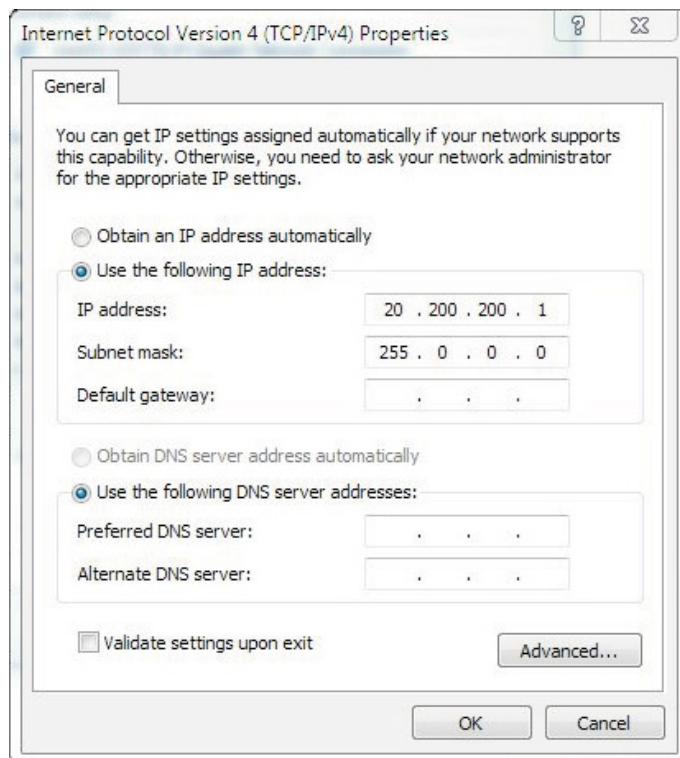 Internet Protocol Version 4 (TCP/IPv4) Properties
General
You can get IP settings assigned automatically if your network supports
this capability. Otherwise, you need to ask your network administrator
for the appropriate IP settings.
Obtain an IP address automatically
Use the following IP address:
IP address: 20 . 200 . 200 . 1
Subnet mask: 255 . 0 . 0 . 0
Default gateway: . . .
Obtain DNS server address automatically
Use the following DNS server addresses:
Preferred DNS server: . . .
Alternate DNS server: . . .
Validate settings upon exit
Advanced...
OK
Cancel